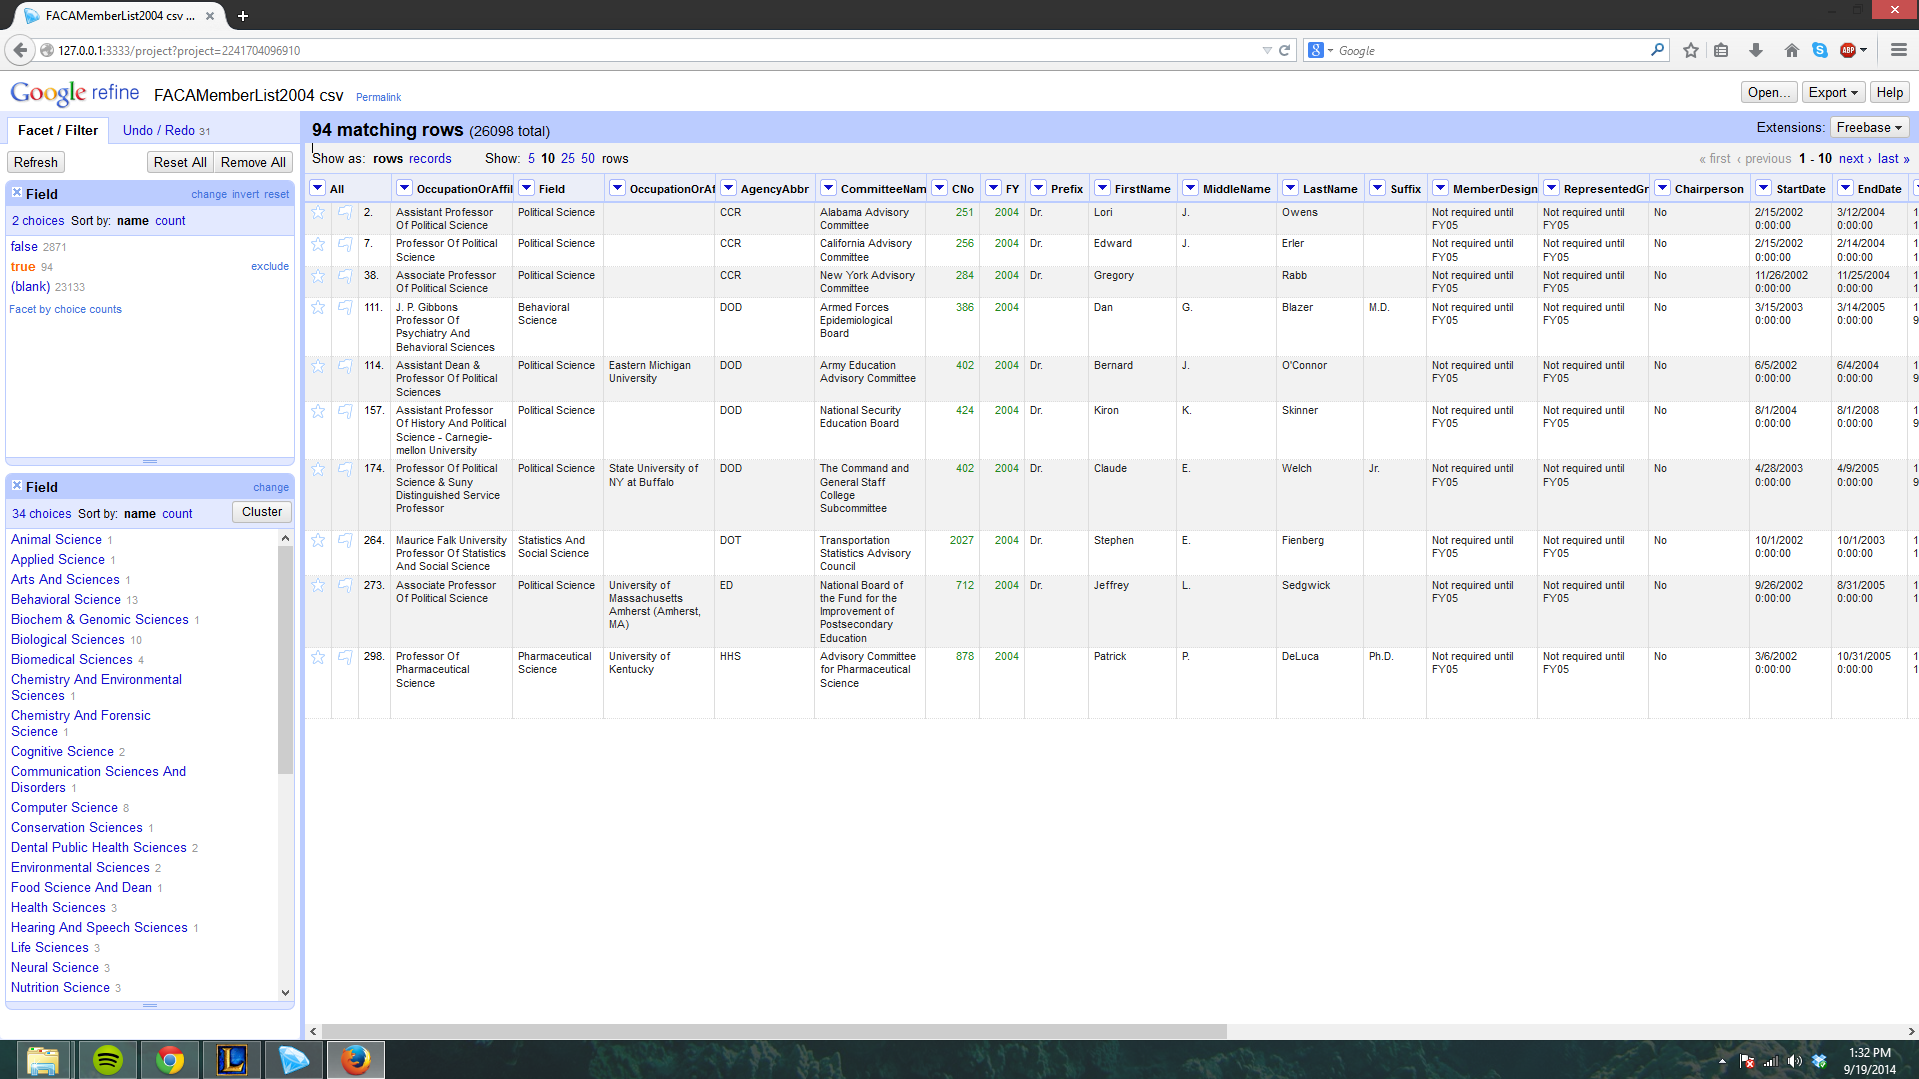 FACAMemberList2004 csv ...
127.0.0.1:3333/project?project=2241704096910
Google
ABP
Google refine FACAMemberList2004 csv Permalink
Open... Export Help
Facet / Filter Undo / Redo 31
94 matching rows (26098 total)
Extensions: Freebase
Refresh Reset All Remove All
Show as: rows records Show: 5 10 25 50 rows
« first ‹ previous 1 - 10 next › last »
Field change invert reset
2 choices Sort by: name count
false 2871
true 94 exclude
(blank) 23133
Facet by choice counts
Field change
34 choices Sort by: name count Cluster
Animal Science 1
Applied Science 1
Arts And Sciences 1
Behavioral Science 13
Biochem & Genomic Sciences 1
Biological Sciences 10
Biomedical Sciences 4
Chemistry And Environmental
Sciences 1
Chemistry And Forensic
Science 1
Cognitive Science 2
Communication Sciences And
Disorders 1
Computer Science 8
Conservation Sciences 1
Dental Public Health Sciences 2
Environmental Sciences 2
Food Science And Dean 1
Health Sciences 3
Hearing And Speech Sciences 1
Life Sciences 3
Neural Science 3
Nutrition Science 3
All OccupationOrAffil Field OccupationOrAf AgencyAbbr CommitteeNam CNo FY Prefix FirstName MiddleName LastName Suffix MemberDesign RepresentedGr Chairperson StartDate EndDate
2. Assistant Professor Political Science CCR Alabama Advisory 251 2004 Dr. Lori J. Owens Not required until Not required until No 2/15/2002 3/12/2004 1
Of Political Science Committee FY05 FY05 0:00:00 0:00:00 1
7. Professor Of Political Political Science CCR California Advisory 256 2004 Dr. Edward J. Erler Not required until Not required until No 2/15/2002 2/14/2004 1
Science Committee FY05 FY05 0:00:00 0:00:00 1
38. Associate Professor Political Science CCR New York Advisory 284 2004 Dr. Gregory Rabb Not required until Not required until No 11/26/2002 11/25/2004 1
Of Political Science Committee FY05 FY05 0:00:00 0:00:00 1
111. J. P. Gibbons Behavioral DOD Armed Forces 386 2004 Dan G. Blazer M.D. Not required until Not required until No 3/15/2003 3/14/2005 1
Professor Of Science Epidemiological FY05 FY05 0:00:00 0:00:00 9
Psychiatry And Board
Behavioral Sciences
114. Assistant Dean & Political Science Eastern Michigan DOD Army Education 402 2004 Dr. Bernard J. O'Connor Not required until Not required until No 6/5/2002 6/4/2004 1
Professor Of Political University Advisory Committee FY05 FY05 0:00:00 0:00:00 9
Sciences
157. Assistant Professor Political Science DOD National Security 424 2004 Dr. Kiron K. Skinner Not required until Not required until No 8/1/2004 8/1/2008 1
Of History And Political Education Board FY05 FY05 0:00:00 0:00:00 9
Science - Carnegie-
mellon University
174. Professor Of Political Political Science State University of DOD The Command and 402 2004 Dr. Claude E. Welch Jr. Not required until Not required until No 4/28/2003 4/9/2005 1
Science & Suny NY at Buffalo General Staff FY05 FY05 0:00:00 0:00:00 9
Distinguished Service College
Professor Subcommittee
264. Maurice Falk University Statistics And DOT Transportation 2027 2004 Dr. Stephen E. Fienberg Not required until Not required until No 10/1/2002 10/1/2003 1
Professor Of Statistics Social Science Statistics Advisory FY05 FY05 0:00:00 0:00:00 1
And Social Science Council
273. Associate Professor Political Science University of ED National Board of 712 2004 Dr. Jeffrey L. Sedgwick Not required until Not required until No 9/26/2002 8/31/2005 1
Of Political Science Massachusetts the Fund for the FY05 FY05 0:00:00 0:00:00 1
Amherst (Amherst, Improvement of
MA) Postsecondary
Education
298. Professor Of Pharmaceutical University of HHS Advisory Committee 878 2004 Patrick P. DeLuca Ph.D. Not required until Not required until No 3/6/2002 10/31/2005 1
Pharmaceutical Science Kentucky for Pharmaceutical FY05 FY05 0:00:00 0:00:00 1
Science Science
1:32 PM
9/19/2014